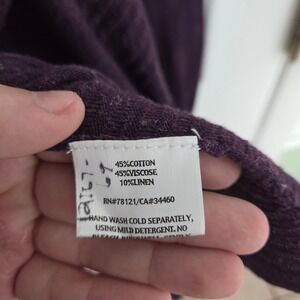 45%COTTON
45%VISCOSE
10%LINEN
RN#78121/CA#34460
HAND WASH COLD SEPARATELY,
USING MILD DETERGENT. NO